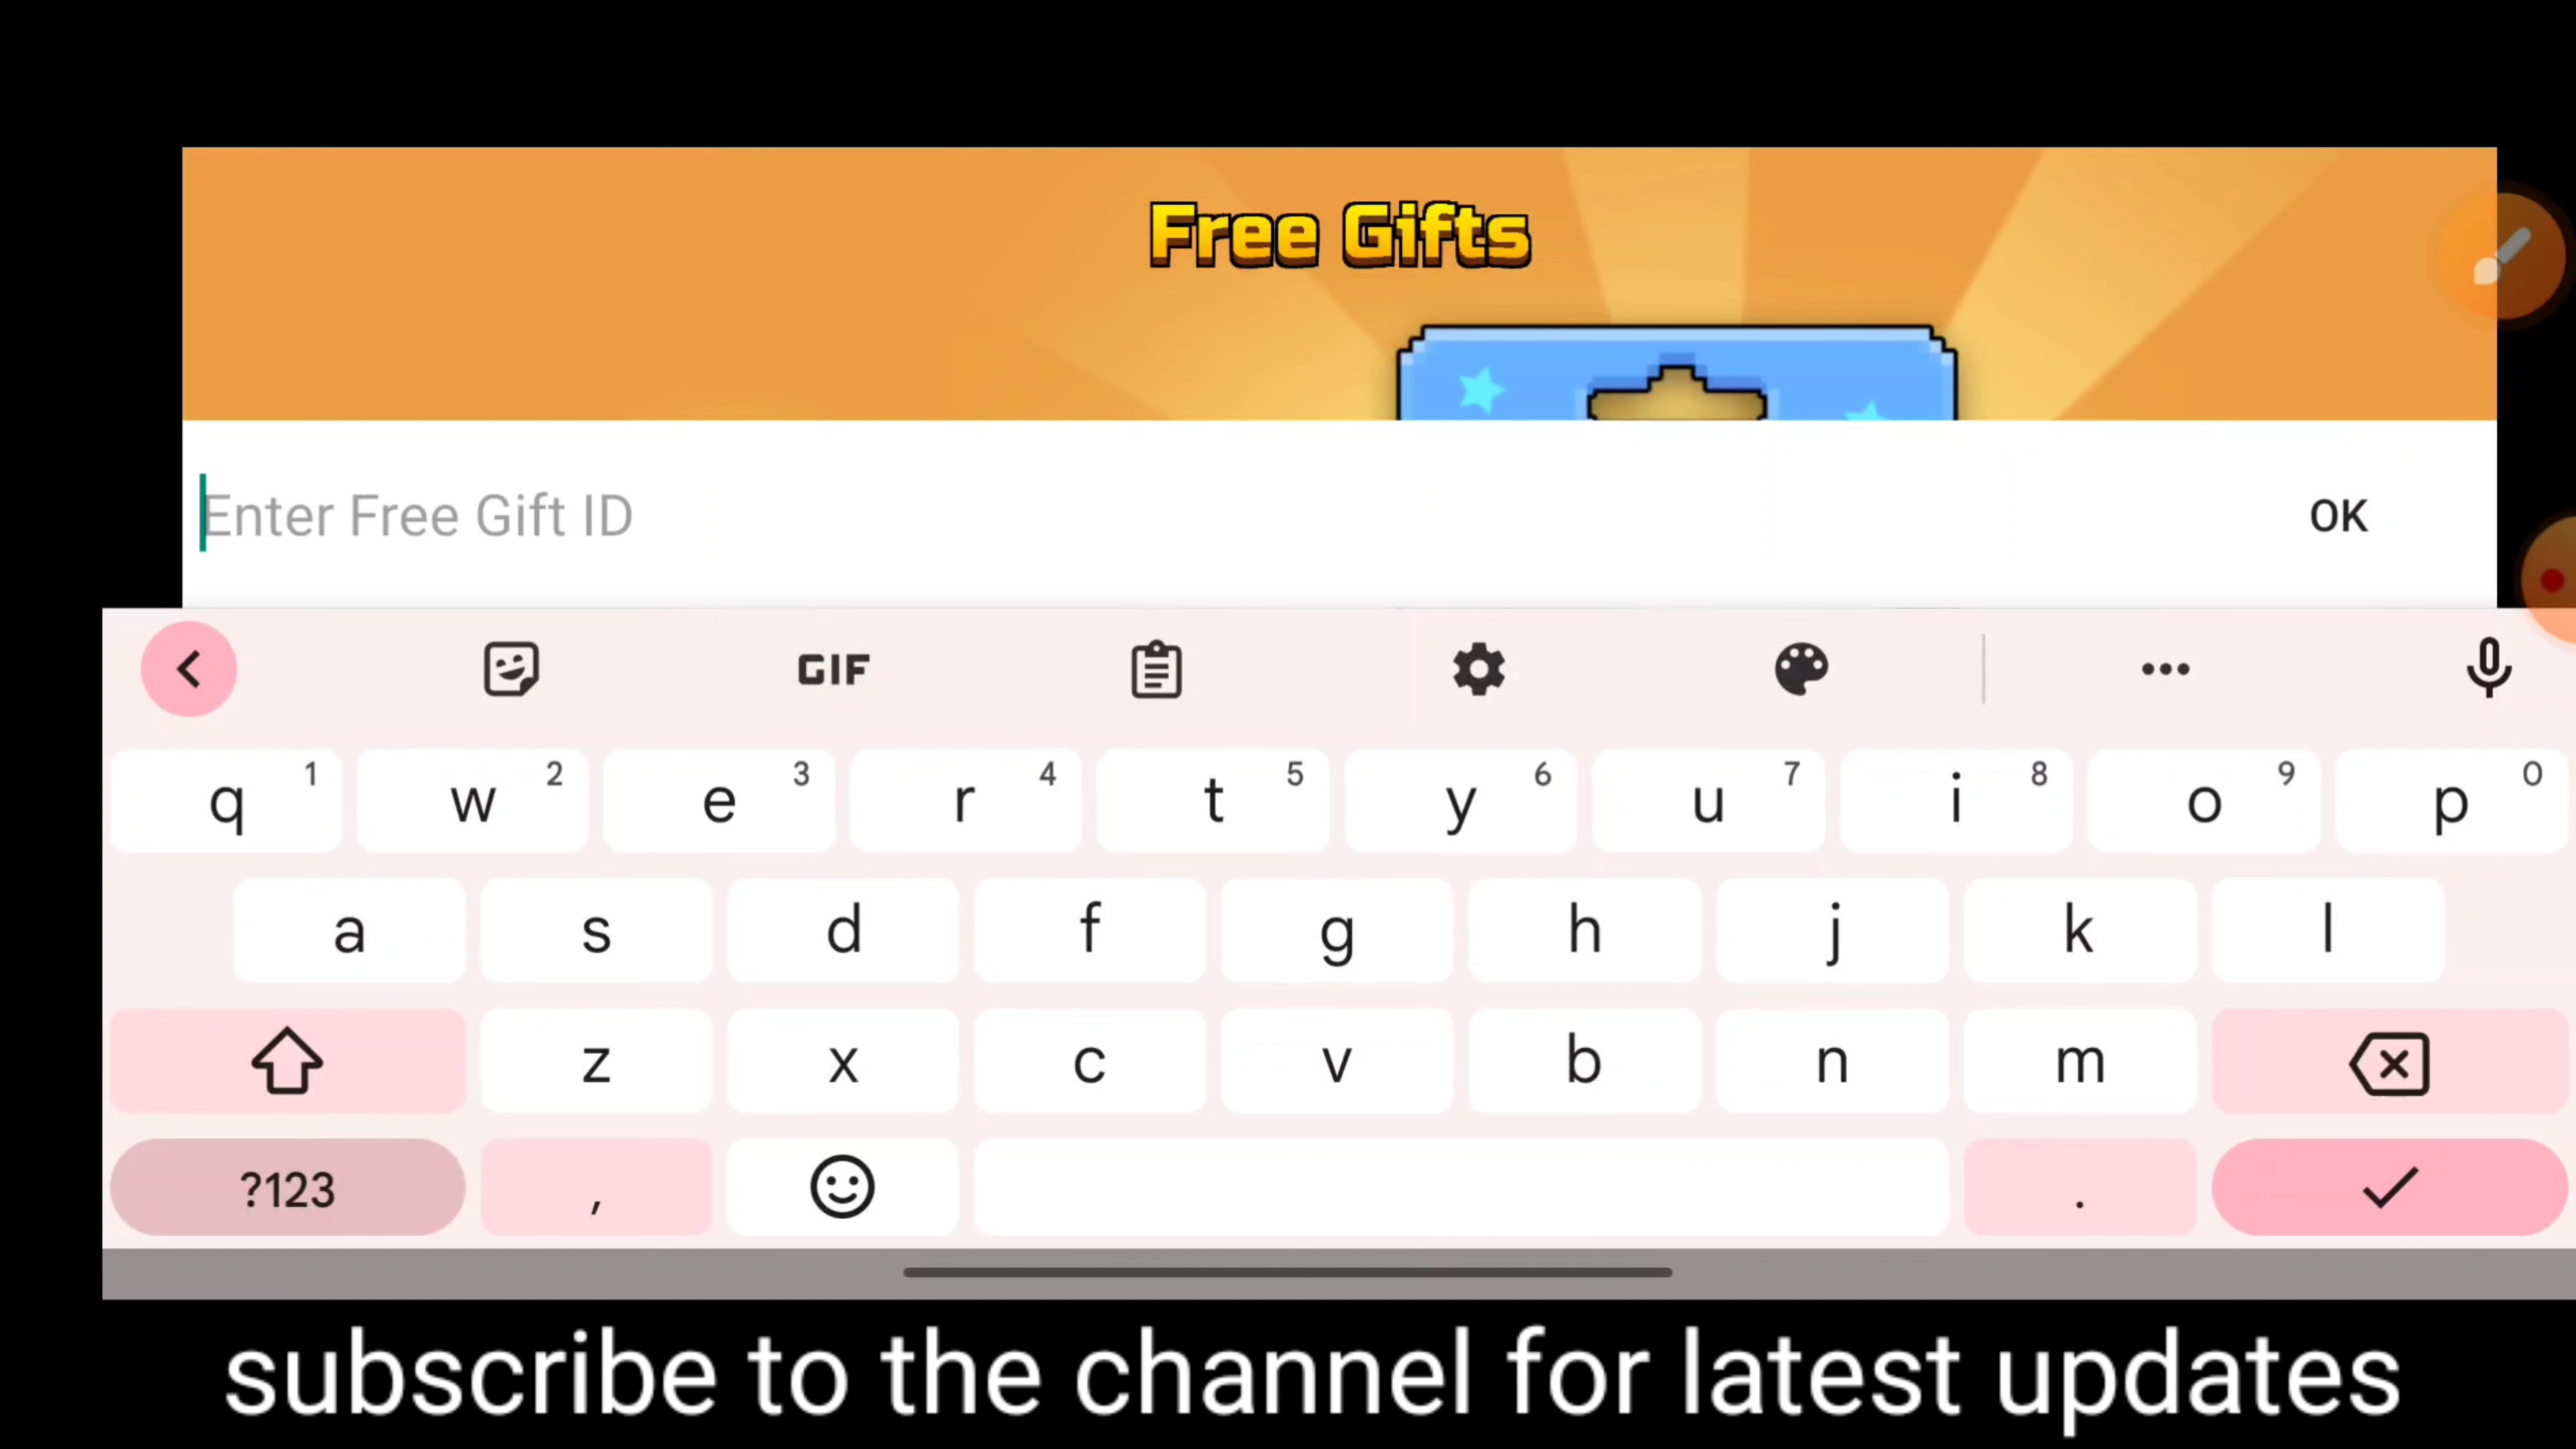 Free Gifts
Enter Free Gift ID OK
GIF
q 1 w 2 e 3 r 4 t 5 y 6 u 7 i 8 o 9 p 0
a s d f g h j k l
z x c v b n m
?123 , .
subscribe to the channel for latest updates